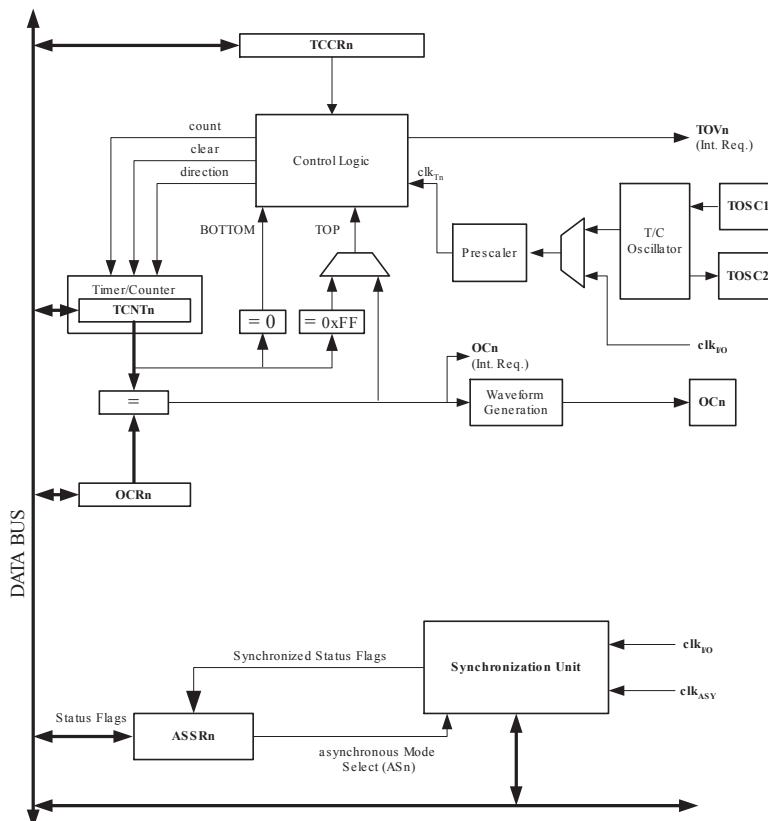 TCCRn
count
clear
direction
Control Logic
TOVn
(Int. Req.)
clkTn
BOTTOM
TOP
Prescaler
T/C
Oscillator
TOSC1
TOSC2
Timer/Counter
TCNTn
= 0
= 0xFF
clkI/O
OCn
(Int. Req.)
=
Waveform
Generation
OCn
OCRn
DATA BUS
Synchronized Status Flags
Synchronization Unit
clkI/O
clkASY
Status Flags
ASSRn
asynchronous Mode
Select (ASn)